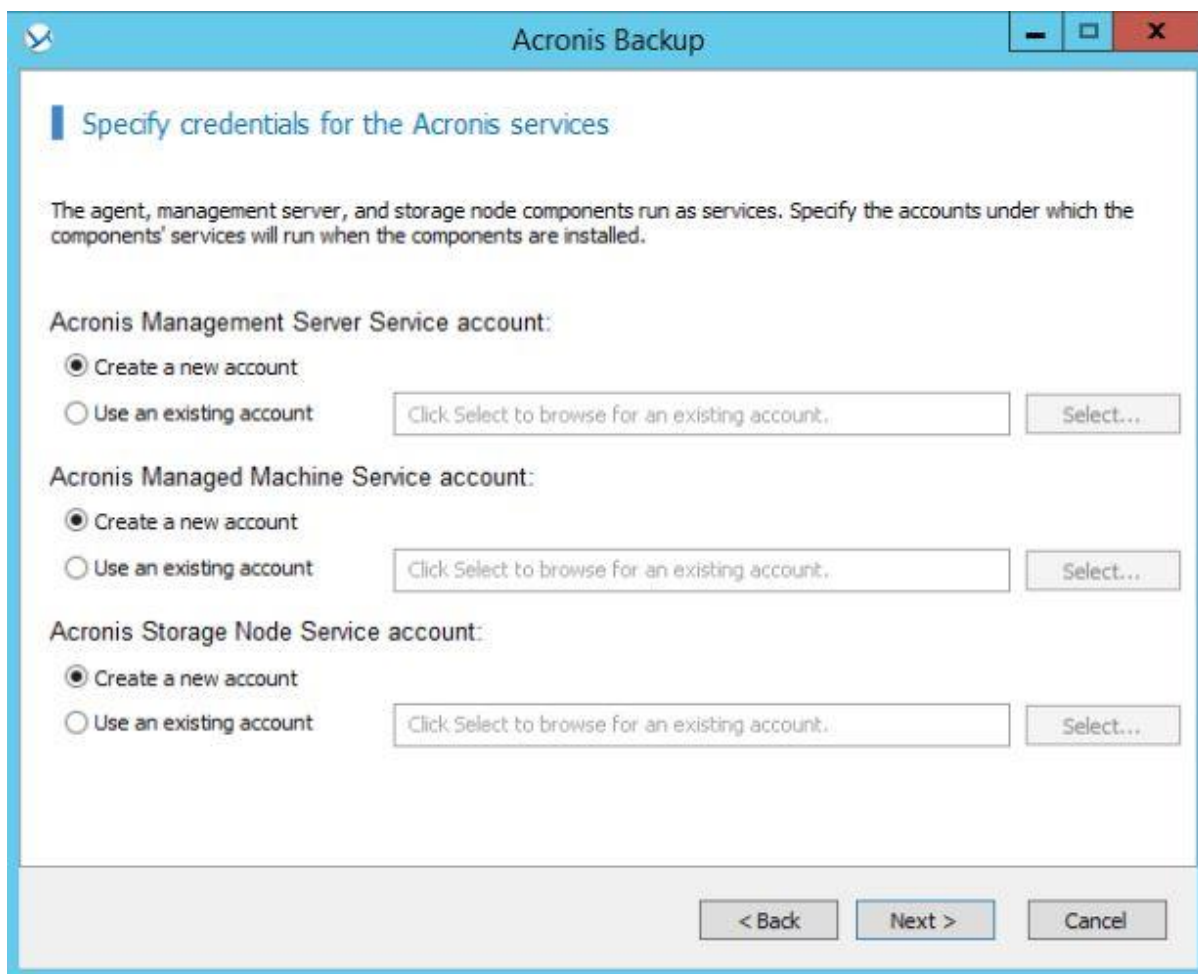 Acronis Backup
Specify credentials for the Acronis services
The agent, management server, and storage node components run as services. Specify the accounts under which the
components' services will run when the components are installed.
Acronis Management Server Service account:
Create a new account
Use an existing account Click Select to browse for an existing account. Select...
Acronis Managed Machine Service account:
Create a new account
Use an existing account Click Select to browse for an existing account. Select...
Acronis Storage Node Service account:
Create a new account
Use an existing account Click Select to browse for an existing account. Select...
< Back Next > Cancel